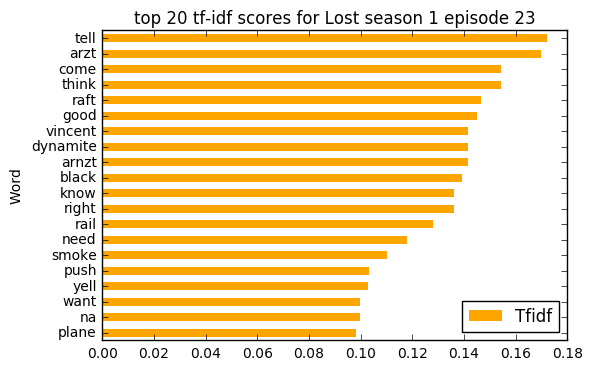 top 20 tf-idf scores for Lost season 1 episode 23
Word
tell
arzt
come
think
raft
good
vincent
dynamite
arnzt
black
know
right
rail
need
smoke
push
yell
want
na
plane
Tfidf
0.00 0.02 0.04 0.06 0.08 0.10 0.12 0.14 0.16 0.18